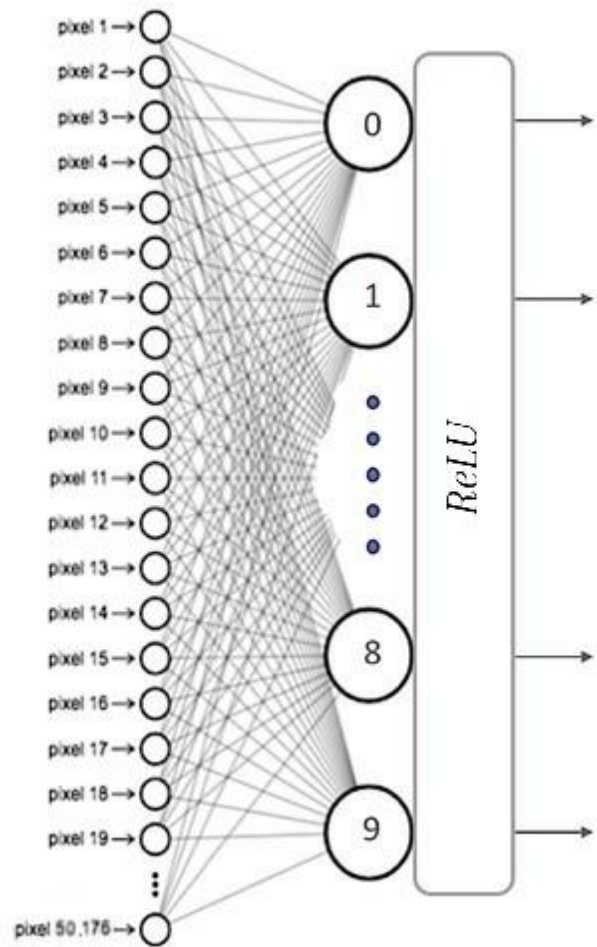 pixel 1
pixel 2
pixel 3
pixel 4
pixel 5
pixel 6
pixel 7
pixel 8
pixel 9
pixel 10
pixel 11
pixel 12
pixel 13
pixel 14
pixel 15
pixel 16
pixel 17
pixel 18
pixel 19
pixel 50,176
0
1
8
9
ReLU